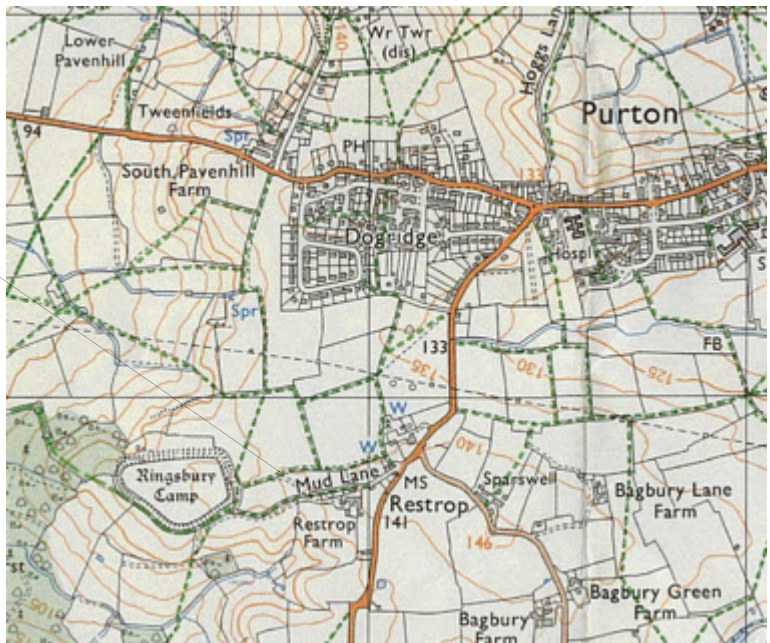 Lower
Pavenhill
140
Wr Twr
(dis)
Hoggs Lane
Tweenfields
Purton
94
Spr
PH
133
South Pavenhill
Farm
Dogridge
Hospl
S
Spr
133
FB
135
130
125
W
W
140
Ringsbury
Camp
Mud Lane
MS
Sparswell
Restrop
Bagbury Lane
Farm
Restrop
Farm
141
146
rst
105
Bagbury Green
Farm
Bagbury
Farm